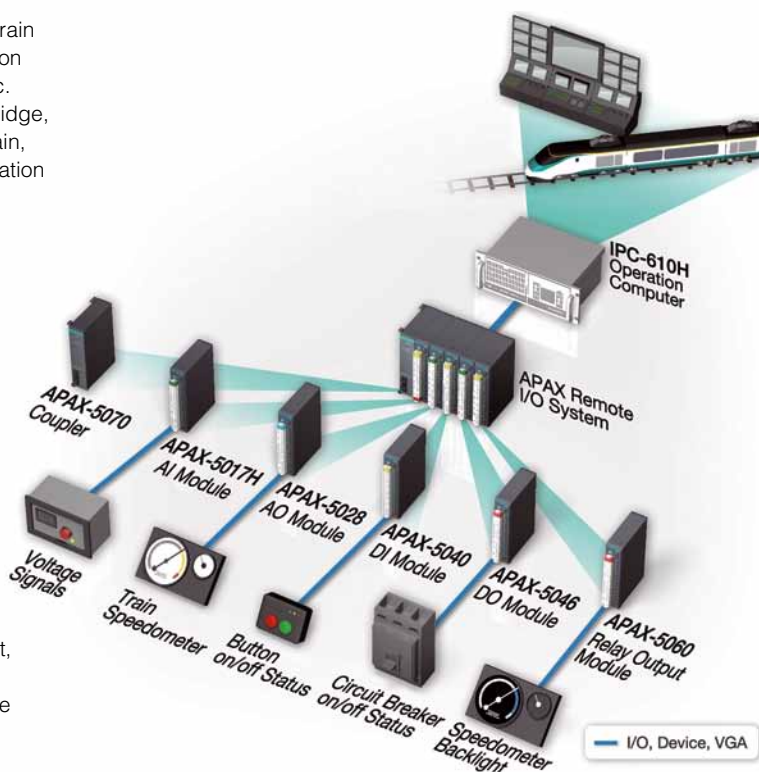 rain
on
c.
idge,
ain,
ation
IPC-610H
Operation
Computer
APAX Remote
I/O System
APAX-5070
Coupler
APAX-5017H
AI Module
APAX-5028
AO Module
APAX-5040
DI Module
APAX-5046
DO Module
APAX-5060
Relay Output
Module
Voltage
Signals
Train
Speedometer
Button
on/off Status
Circuit Breaker
on/off Status
Speedometer
Backlight
t,
e
I/O, Device, VGA